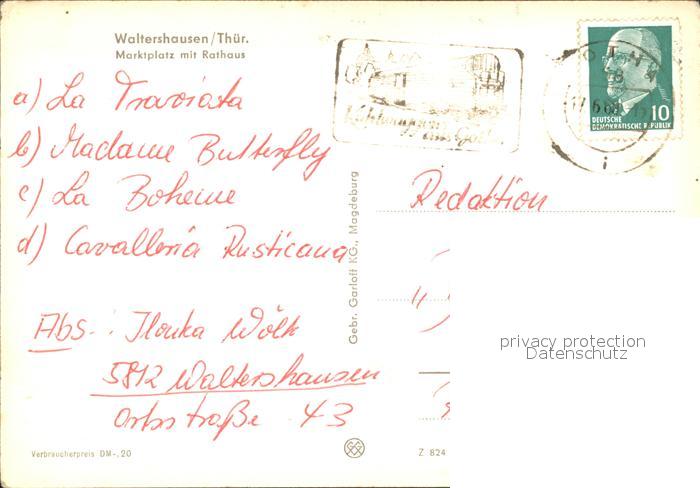 Waltershausen/Thür.
Marktplatz mit Rathaus
a) La Traviata
b) Madame Butterfly
c) La Boheme
d) Cavalleria Rusticana
Abs.: Ilonka Wölk
5812 Waltershausen
Ortsstraße 43
Verbraucherpreis DM -,20
Gebr. Garloff KG., Magdeburg
DEUTSCHE
DEMOKRATISCHE REPUBLIK
10
Redaktion
privacy protection
Datenschutz
Z 824